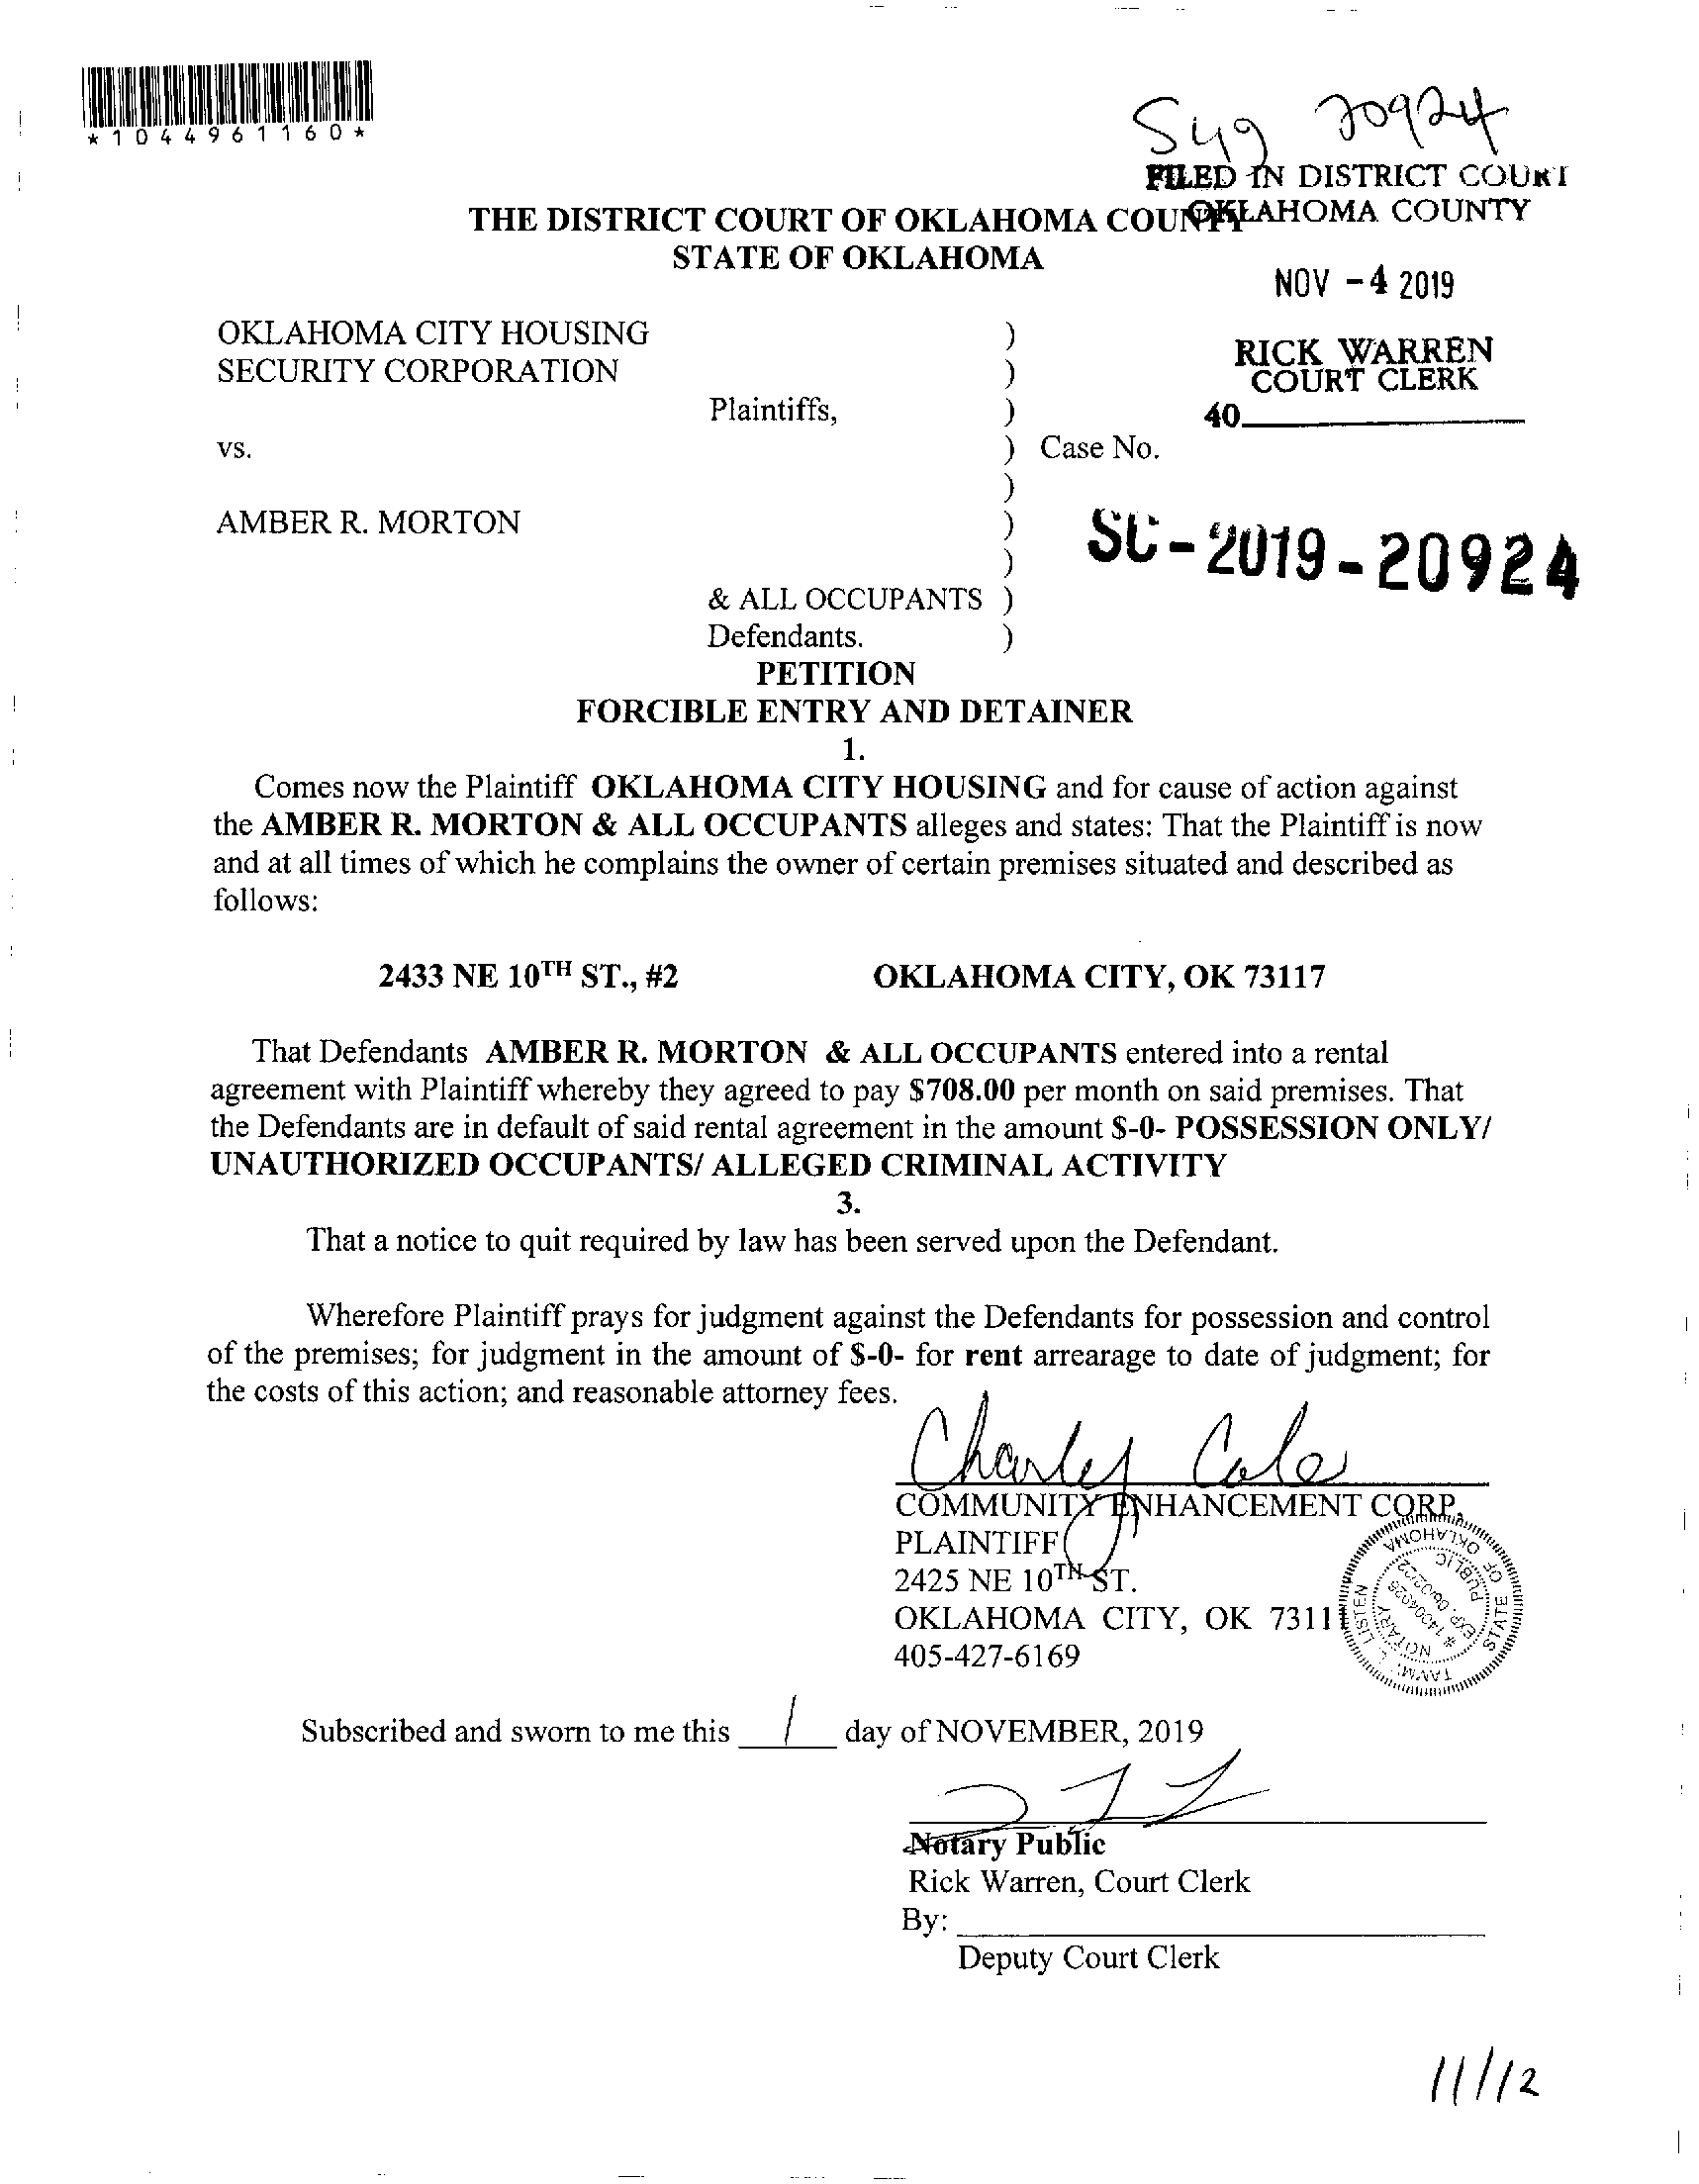 *1044961160*
S49 20924
FILED IN DISTRICT COURT
OKLAHOMA COUNTY
THE DISTRICT COURT OF OKLAHOMA COUNTY
STATE OF OKLAHOMA
NOV -4 2019
OKLAHOMA CITY HOUSING )
SECURITY CORPORATION )
RICK WARREN
COURT CLERK
Plaintiffs, )
40
vs. ) Case No.
)
AMBER R. MORTON )
SC-2019-20924
)
& ALL OCCUPANTS )
Defendants. )
PETITION
FORCIBLE ENTRY AND DETAINER
1.
Comes now the Plaintiff OKLAHOMA CITY HOUSING and for cause of action against
the AMBER R. MORTON & ALL OCCUPANTS alleges and states: That the Plaintiff is now
and at all times of which he complains the owner of certain premises situated and described as
follows:
2433 NE 10TH ST., #2 OKLAHOMA CITY, OK 73117
That Defendants AMBER R. MORTON & ALL OCCUPANTS entered into a rental
agreement with Plaintiff whereby they agreed to pay $708.00 per month on said premises. That
the Defendants are in default of said rental agreement in the amount $-0- POSSESSION ONLY/
UNAUTHORIZED OCCUPANTS/ ALLEGED CRIMINAL ACTIVITY
3.
That a notice to quit required by law has been served upon the Defendant.
Wherefore Plaintiff prays for judgment against the Defendants for possession and control
of the premises; for judgment in the amount of $-0- for rent arrearage to date of judgment; for
the costs of this action; and reasonable attorney fees.
Charley Cole
COMMUNITY ENHANCEMENT CORP.
PLAINTIFF
2425 NE 10TH ST.
OKLAHOMA CITY, OK 7311
405-427-6169
TAMI L. LISTEN
STATE OF OKLAHOMA
NOTARY PUBLIC
# 14004026
EXP. 06/02/22
Subscribed and sworn to me this 1 day of NOVEMBER, 2019
Notary Public
Rick Warren, Court Clerk
By:
Deputy Court Clerk
11/12